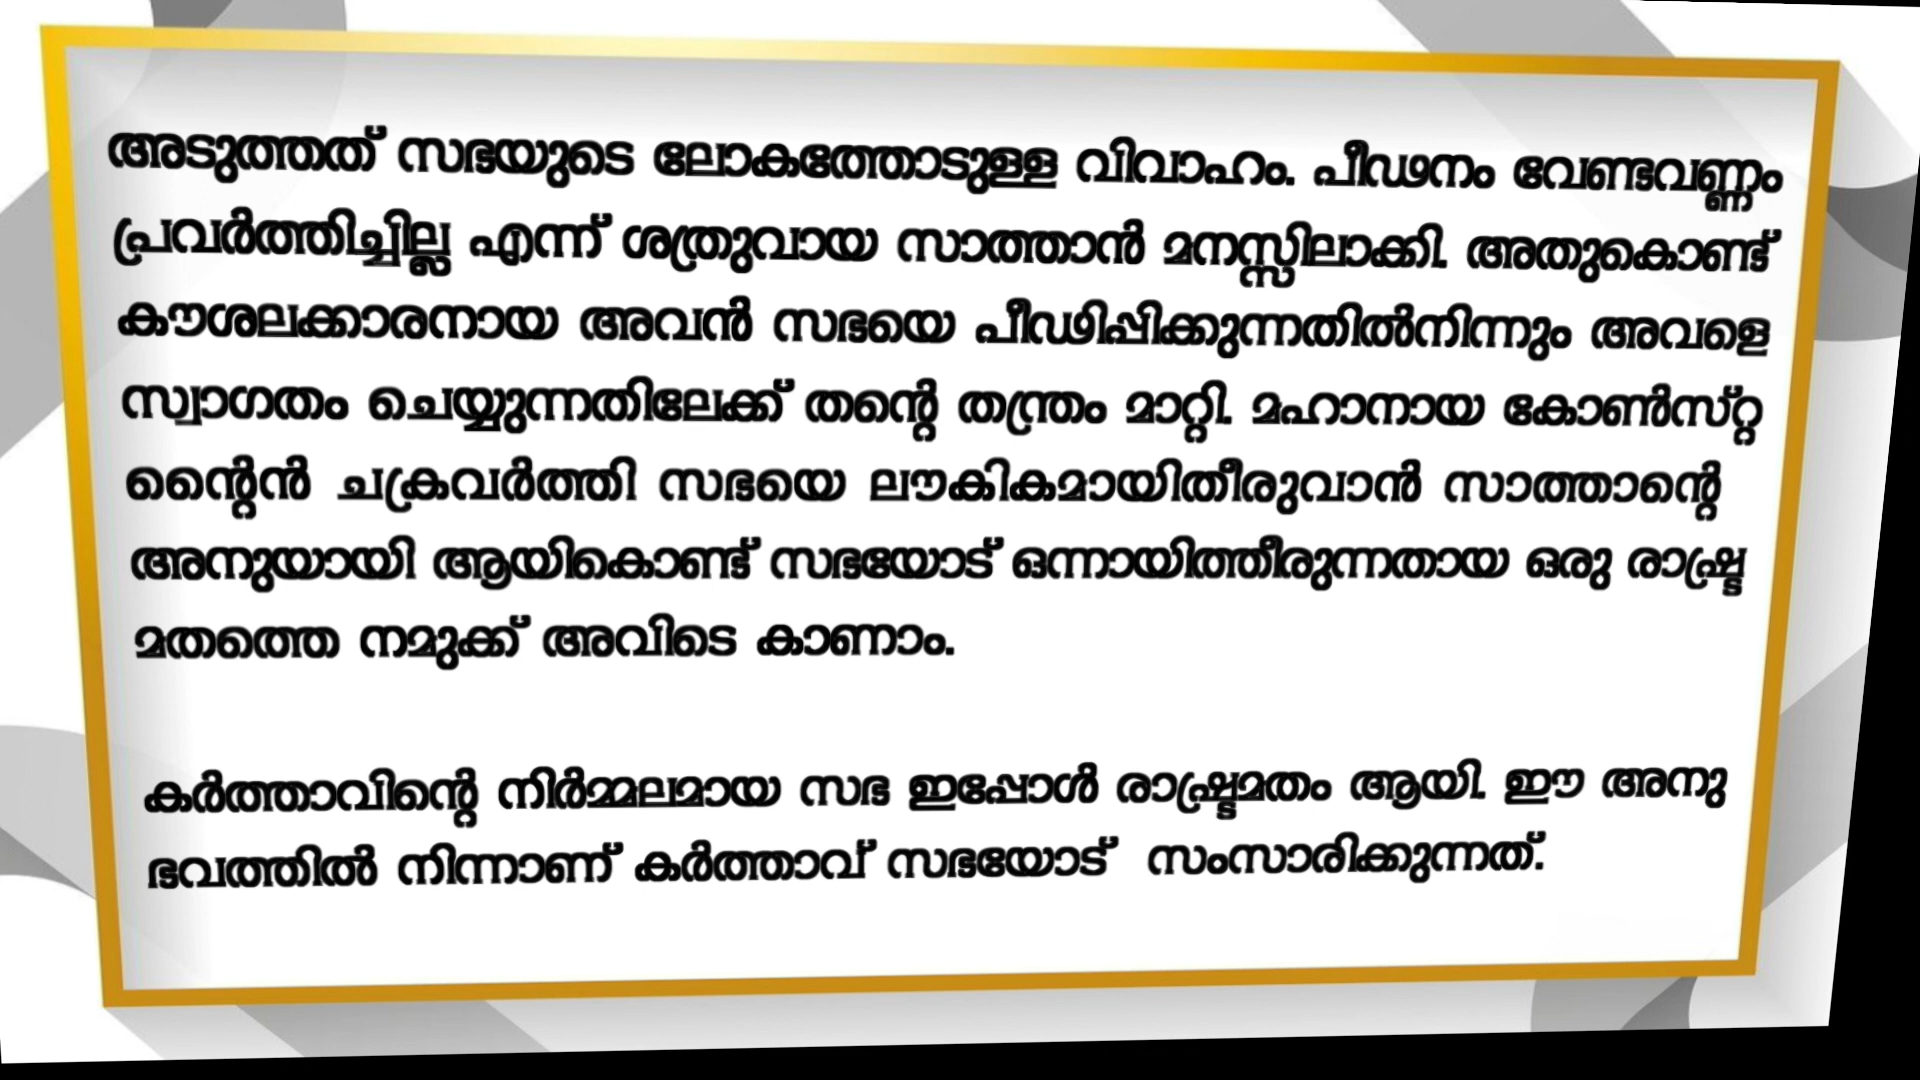 അടുത്തത് സഭയുടെ ലോകത്തോടുള്ള വിവാഹം. പീഢനം വേണ്ടവണ്ണം
പ്രവർത്തിച്ചില്ല എന്ന് ശത്രുവായ സാത്താൻ മനസ്സിലാക്കി. അതുകൊണ്ട്
കൗശലക്കാരനായ അവൻ സഭയെ പീഢിപ്പിക്കുന്നതിൽനിന്നും അവളെ
സ്വാഗതം ചെയ്യുന്നതിലേക്ക് തന്റെ തന്ത്രം മാറ്റി. മഹാനായ കോൺസ്റ്റ
ന്റൈൻ ചക്രവർത്തി സഭയെ ലൗകികമായിതീരുവാൻ സാത്താന്റെ
അനുയായി ആയികൊണ്ട് സഭയോട് ഒന്നായിത്തീരുന്നതായ ഒരു രാഷ്ട്ര
മതത്തെ നമുക്ക് അവിടെ കാണാം.
കർത്താവിന്റെ നിർമ്മലമായ സഭ ഇപ്പോൾ രാഷ്ട്രമതം ആയി. ഈ അനു
ഭവത്തിൽ നിന്നാണ് കർത്താവ് സഭയോട് സംസാരിക്കുന്നത്.